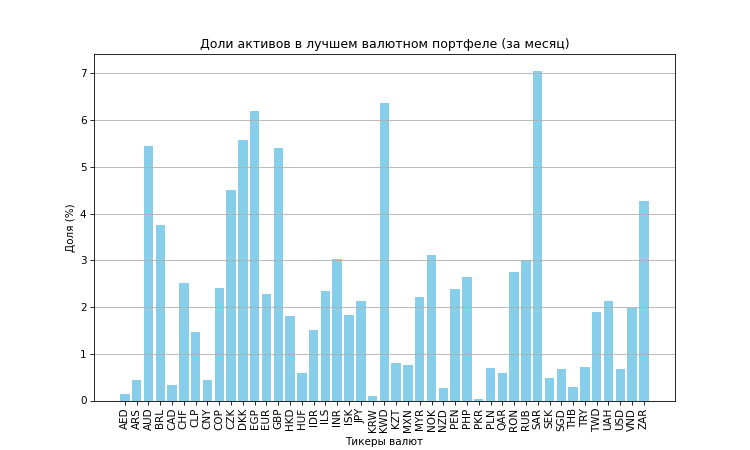 Доли активов в лучшем валютном портфеле (за месяц)
Доля (%)
7
6
5
4
3
2
1
0
AED ARS AUD BRL CAD CHF CLP CNY COP CZK DKK EGP EUR GBP HKD HUF IDR ILS INR ISK JPY KRW KWD KZT MXN MYR NOK NZD PEN PHP PKR PLN QAR RON RUB SAR SEK SGD THB TRY TWD UAH USD VND ZAR
Тикеры валют